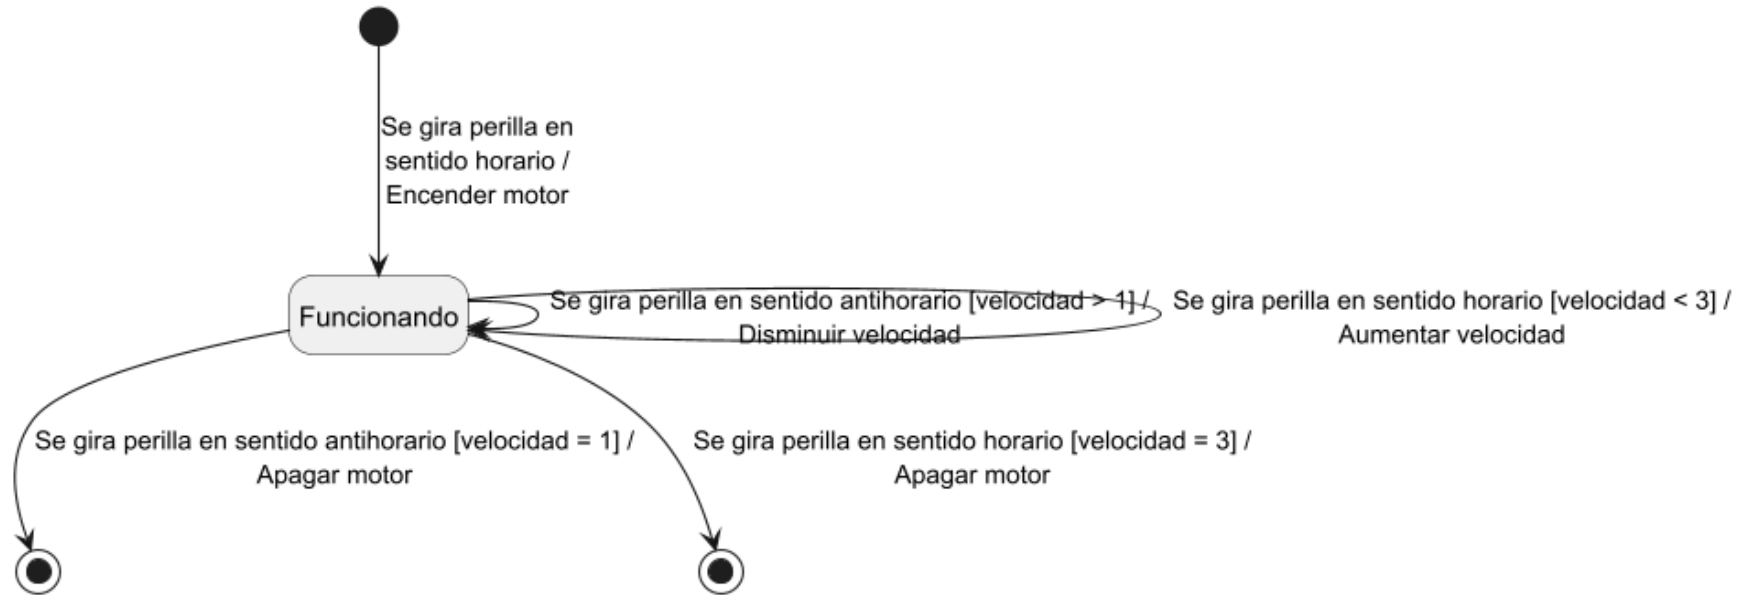 Se gira perilla en
sentido horario /
Encender motor
Funcionando
Se gira perilla en sentido antihorario [velocidad > 1] /
Disminuir velocidad
Se gira perilla en sentido horario [velocidad < 3] /
Aumentar velocidad
Se gira perilla en sentido antihorario [velocidad = 1] /
Apagar motor
Se gira perilla en sentido horario [velocidad = 3] /
Apagar motor